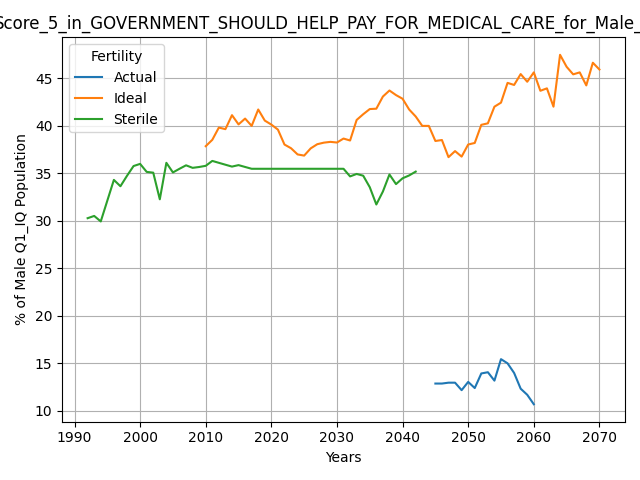 Score_5_in_GOVERNMENT_SHOULD_HELP_PAY_FOR_MEDICAL_CARE_for_Male_
Fertility
Actual
Ideal
Sterile
% of Male Q1_IQ Population
45
40
35
30
25
20
15
10
1990 2000 2010 2020 2030 2040 2050 2060 2070
Years